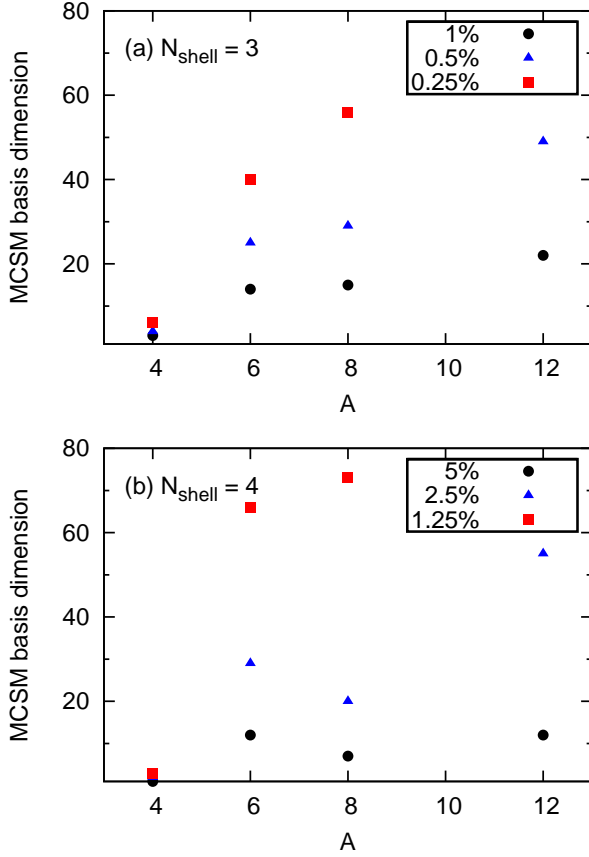 80
(a) N_shell = 3
1%
0.5%
0.25%
60
40
20
MCSM basis dimension
4 6 8 10 12
A
80
(b) N_shell = 4
5%
2.5%
1.25%
60
40
20
MCSM basis dimension
4 6 8 10 12
A